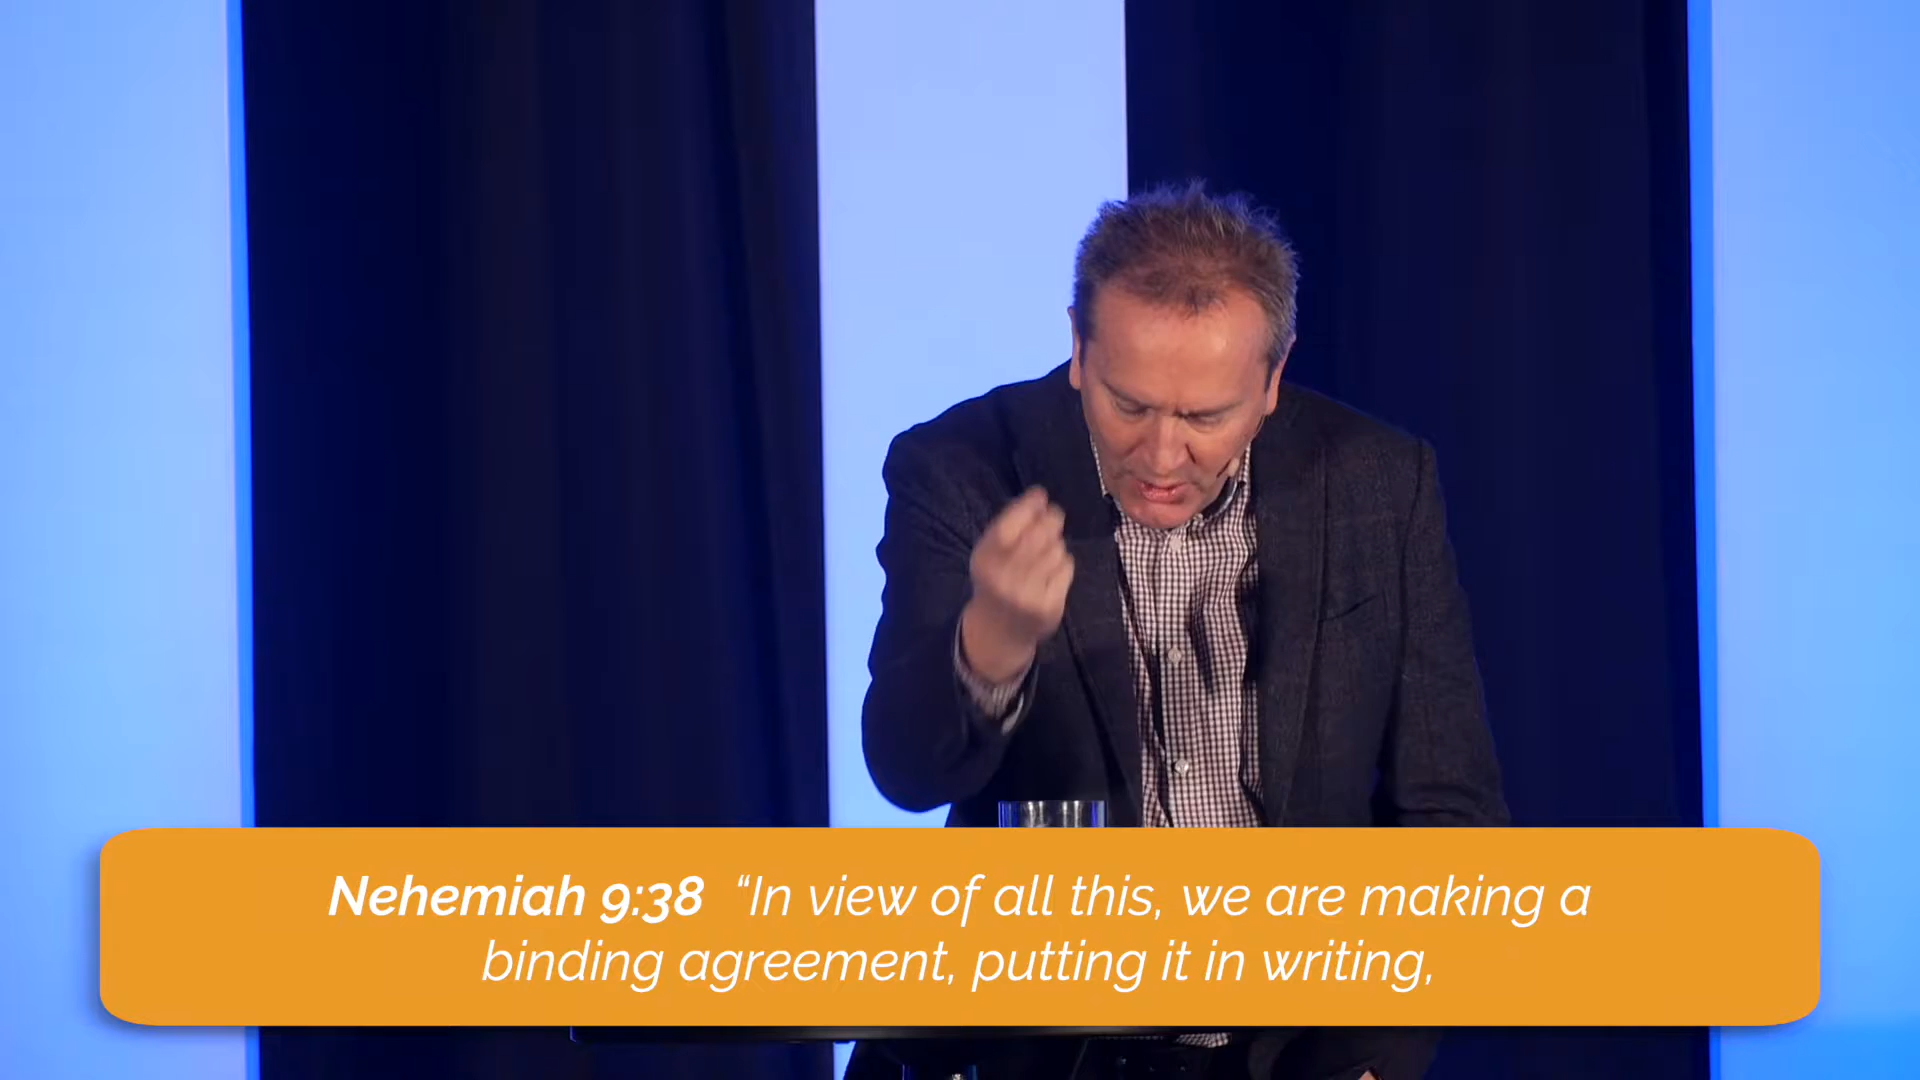 Nehemiah 9:38 “In view of all this, we are making a
binding agreement, putting it in writing,